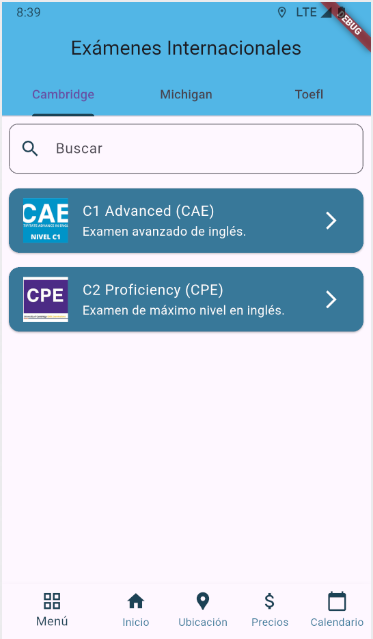 8:39
LTE
DEBUG
Exámenes Internacionales
Cambridge
Michigan
Toefl
Buscar
CAE
NIVEL C1
C1 Advanced (CAE)
Examen avanzado de inglés.
CPE
C2 Proficiency (CPE)
Examen de máximo nivel en inglés.
Menú
Inicio
Ubicación
Precios
Calendario